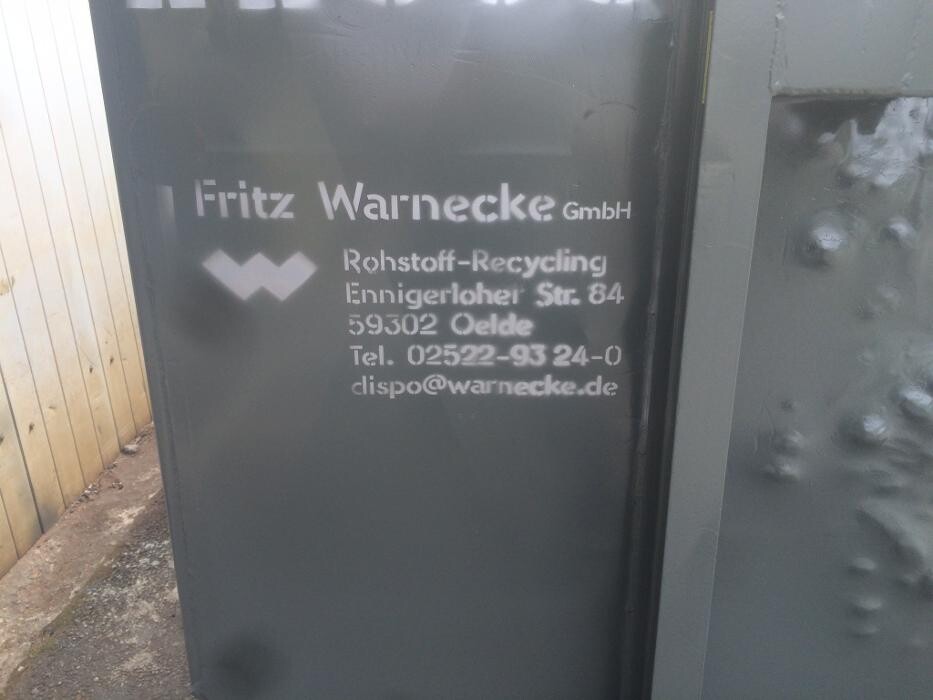 Fritz Warnecke GmbH
Rohstoff-Recycling
Ennigerloher Str. 84
59302 Oelde
Tel. 02522-93 24-0
dispo@warnecke.de